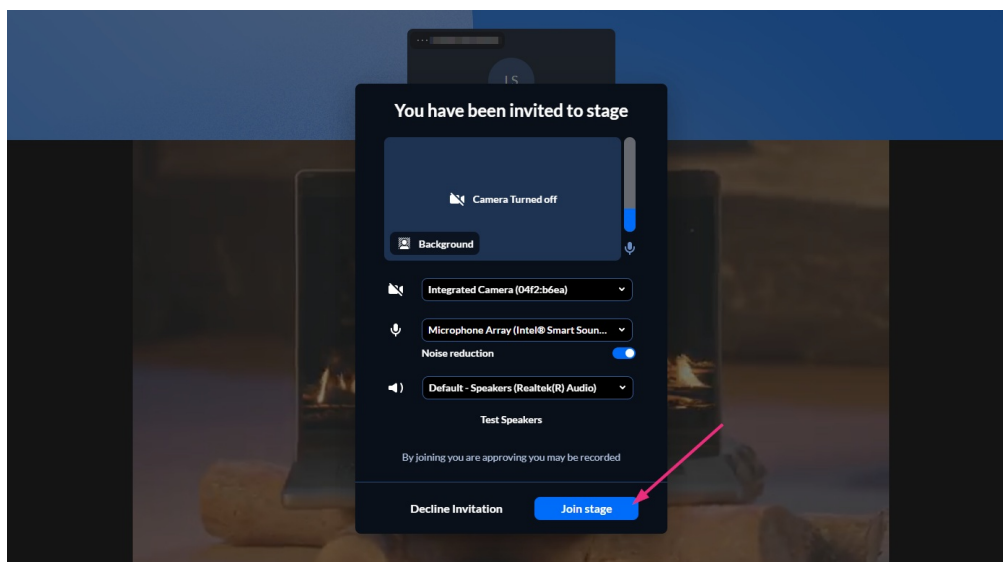 LS
You have been invited to stage
Camera Turned off
Background
Integrated Camera (04f2:b6ea)
Microphone Array (Intel® Smart Soun...
Noise reduction
Default - Speakers (Realtek(R) Audio)
Test Speakers
By joining you are approving you may be recorded
Decline Invitation Join stage